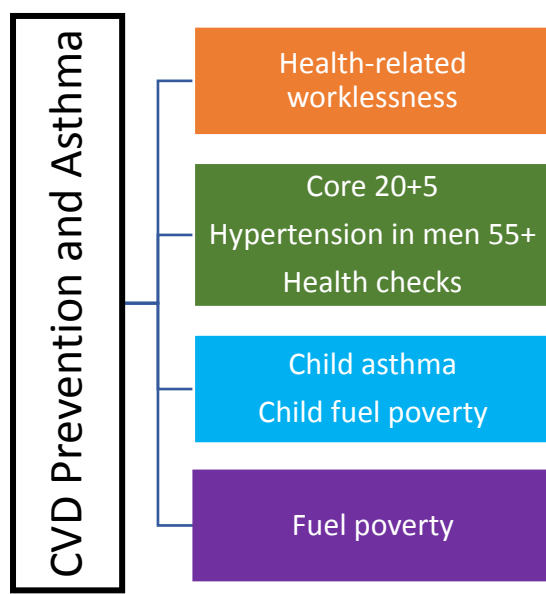 CVD Prevention and Asthma
Health-related
worklessness
Core 20+5
Hypertension in men 55+
Health checks
Child asthma
Child fuel poverty
Fuel poverty